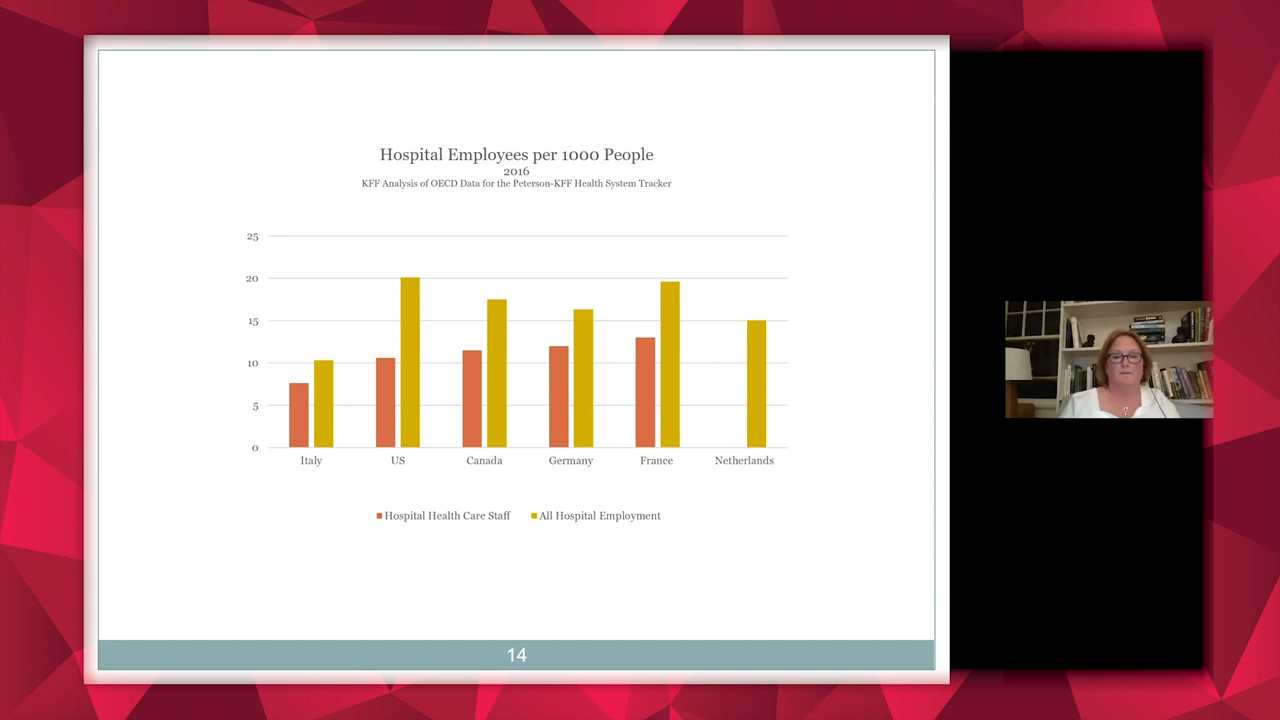 Hospital Employees per 1000 People
2016
KFF Analysis of OECD Data for the Peterson-KFF Health System Tracker
25
20
15
10
5
0
Italy US Canada Germany France Netherlands
Hospital Health Care Staff All Hospital Employment
14